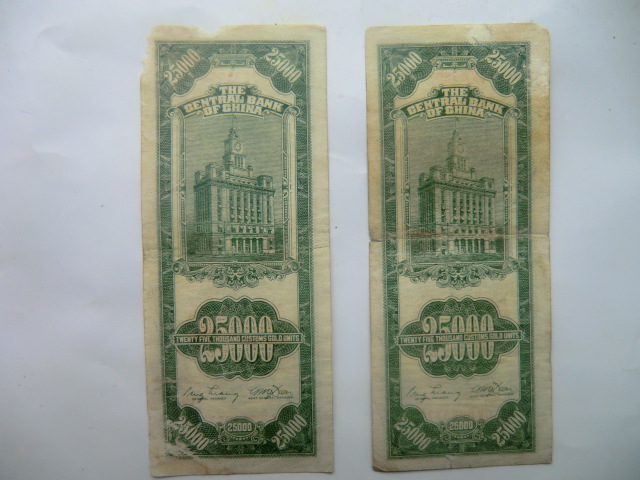 25000 25000
THE
CENTRAL BANK
OF CHINA
25000
TWENTY FIVE THOUSAND CUSTOMS GOLD UNITS
25000 25000 25000
25000 25000
THE
CENTRAL BANK
OF CHINA
25000
TWENTY FIVE THOUSAND CUSTOMS GOLD UNITS
25000 25000 25000